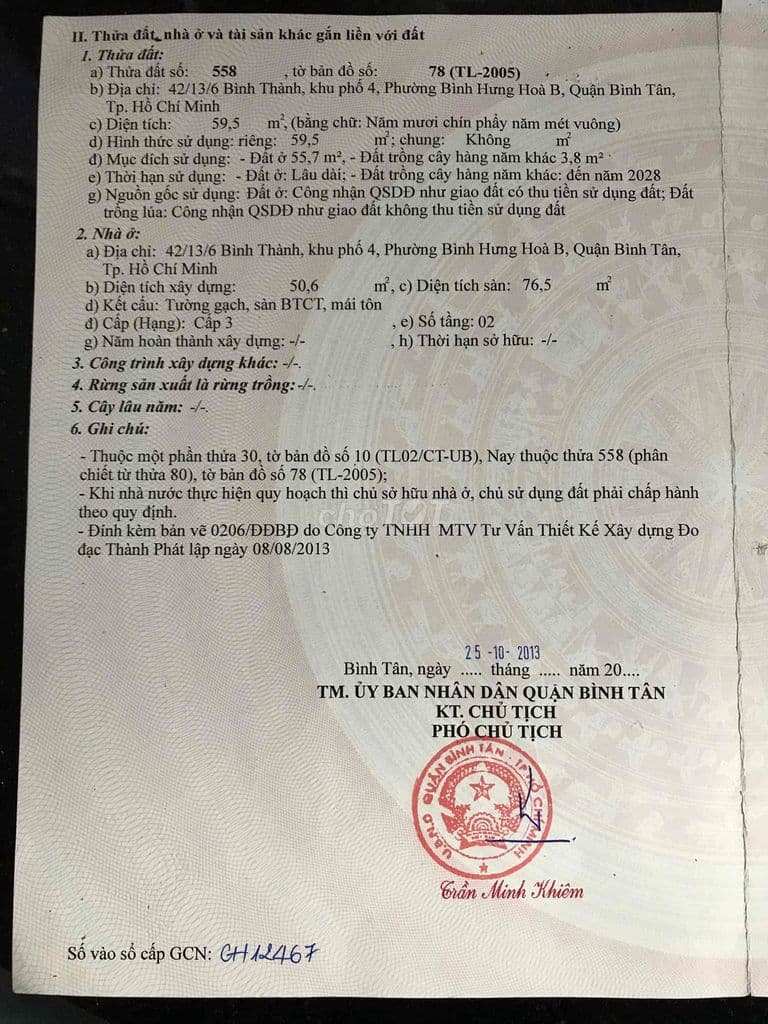 II. Thửa đất, nhà ở và tài sản khác gắn liền với đất
1. Thửa đất:
a) Thửa đất số: 558 , tờ bản đồ số: 78 (TL-2005)
b) Địa chỉ: 42/13/6 Bình Thành, khu phố 4, Phường Bình Hưng Hoà B, Quận Bình Tân,
Tp. Hồ Chí Minh
c) Diện tích: 59,5 m², (bằng chữ: Năm mươi chín phẩy năm mét vuông)
d) Hình thức sử dụng: riêng: 59,5 m²; chung: Không m²
đ) Mục đích sử dụng: - Đất ở 55,7 m², - Đất trồng cây hàng năm khác 3,8 m²
e) Thời hạn sử dụng: - Đất ở: Lâu dài; - Đất trồng cây hàng năm khác: đến năm 2028
g) Nguồn gốc sử dụng: Đất ở: Công nhận QSDĐ như giao đất có thu tiền sử dụng đất; Đất
trồng lúa: Công nhận QSDĐ như giao đất không thu tiền sử dụng đất
2. Nhà ở:
a) Địa chỉ: 42/13/6 Bình Thành, khu phố 4, Phường Bình Hưng Hoà B, Quận Bình Tân,
Tp. Hồ Chí Minh
b) Diện tích xây dựng: 50,6 m², c) Diện tích sàn: 76,5 m²
d) Kết cấu: Tường gạch, sàn BTCT, mái tôn
đ) Cấp (Hạng): Cấp 3 , e) Số tầng: 02
g) Năm hoàn thành xây dựng: -/- , h) Thời hạn sở hữu: -/-
3. Công trình xây dựng khác: -/-.
4. Rừng sản xuất là rừng trồng: -/-.
5. Cây lâu năm: -/-.
6. Ghi chú:
- Thuộc một phần thửa 30, tờ bản đồ số 10 (TL02/CT-UB), Nay thuộc thửa 558 (phân
chiết từ thửa 80), tờ bản đồ số 78 (TL-2005);
- Khi nhà nước thực hiện quy hoạch thì chủ sở hữu nhà ở, chủ sử dụng đất phải chấp hành
theo quy định.
chợTỐT
- Đính kèm bản vẽ 0206/ĐĐBĐ do Công ty TNHH MTV Tư Vấn Thiết Kế Xây dựng Đo
đạc Thành Phát lập ngày 08/08/2013
25 -10- 2013
Bình Tân, ngày ..... tháng ..... năm 20....
TM. ỦY BAN NHÂN DÂN QUẬN BÌNH TÂN
KT. CHỦ TỊCH
PHÓ CHỦ TỊCH
U.B.N.D QUẬN BÌNH TÂN - TP HỒ CHÍ MINH
Trần Minh Khiêm
Số vào sổ cấp GCN: GH12467